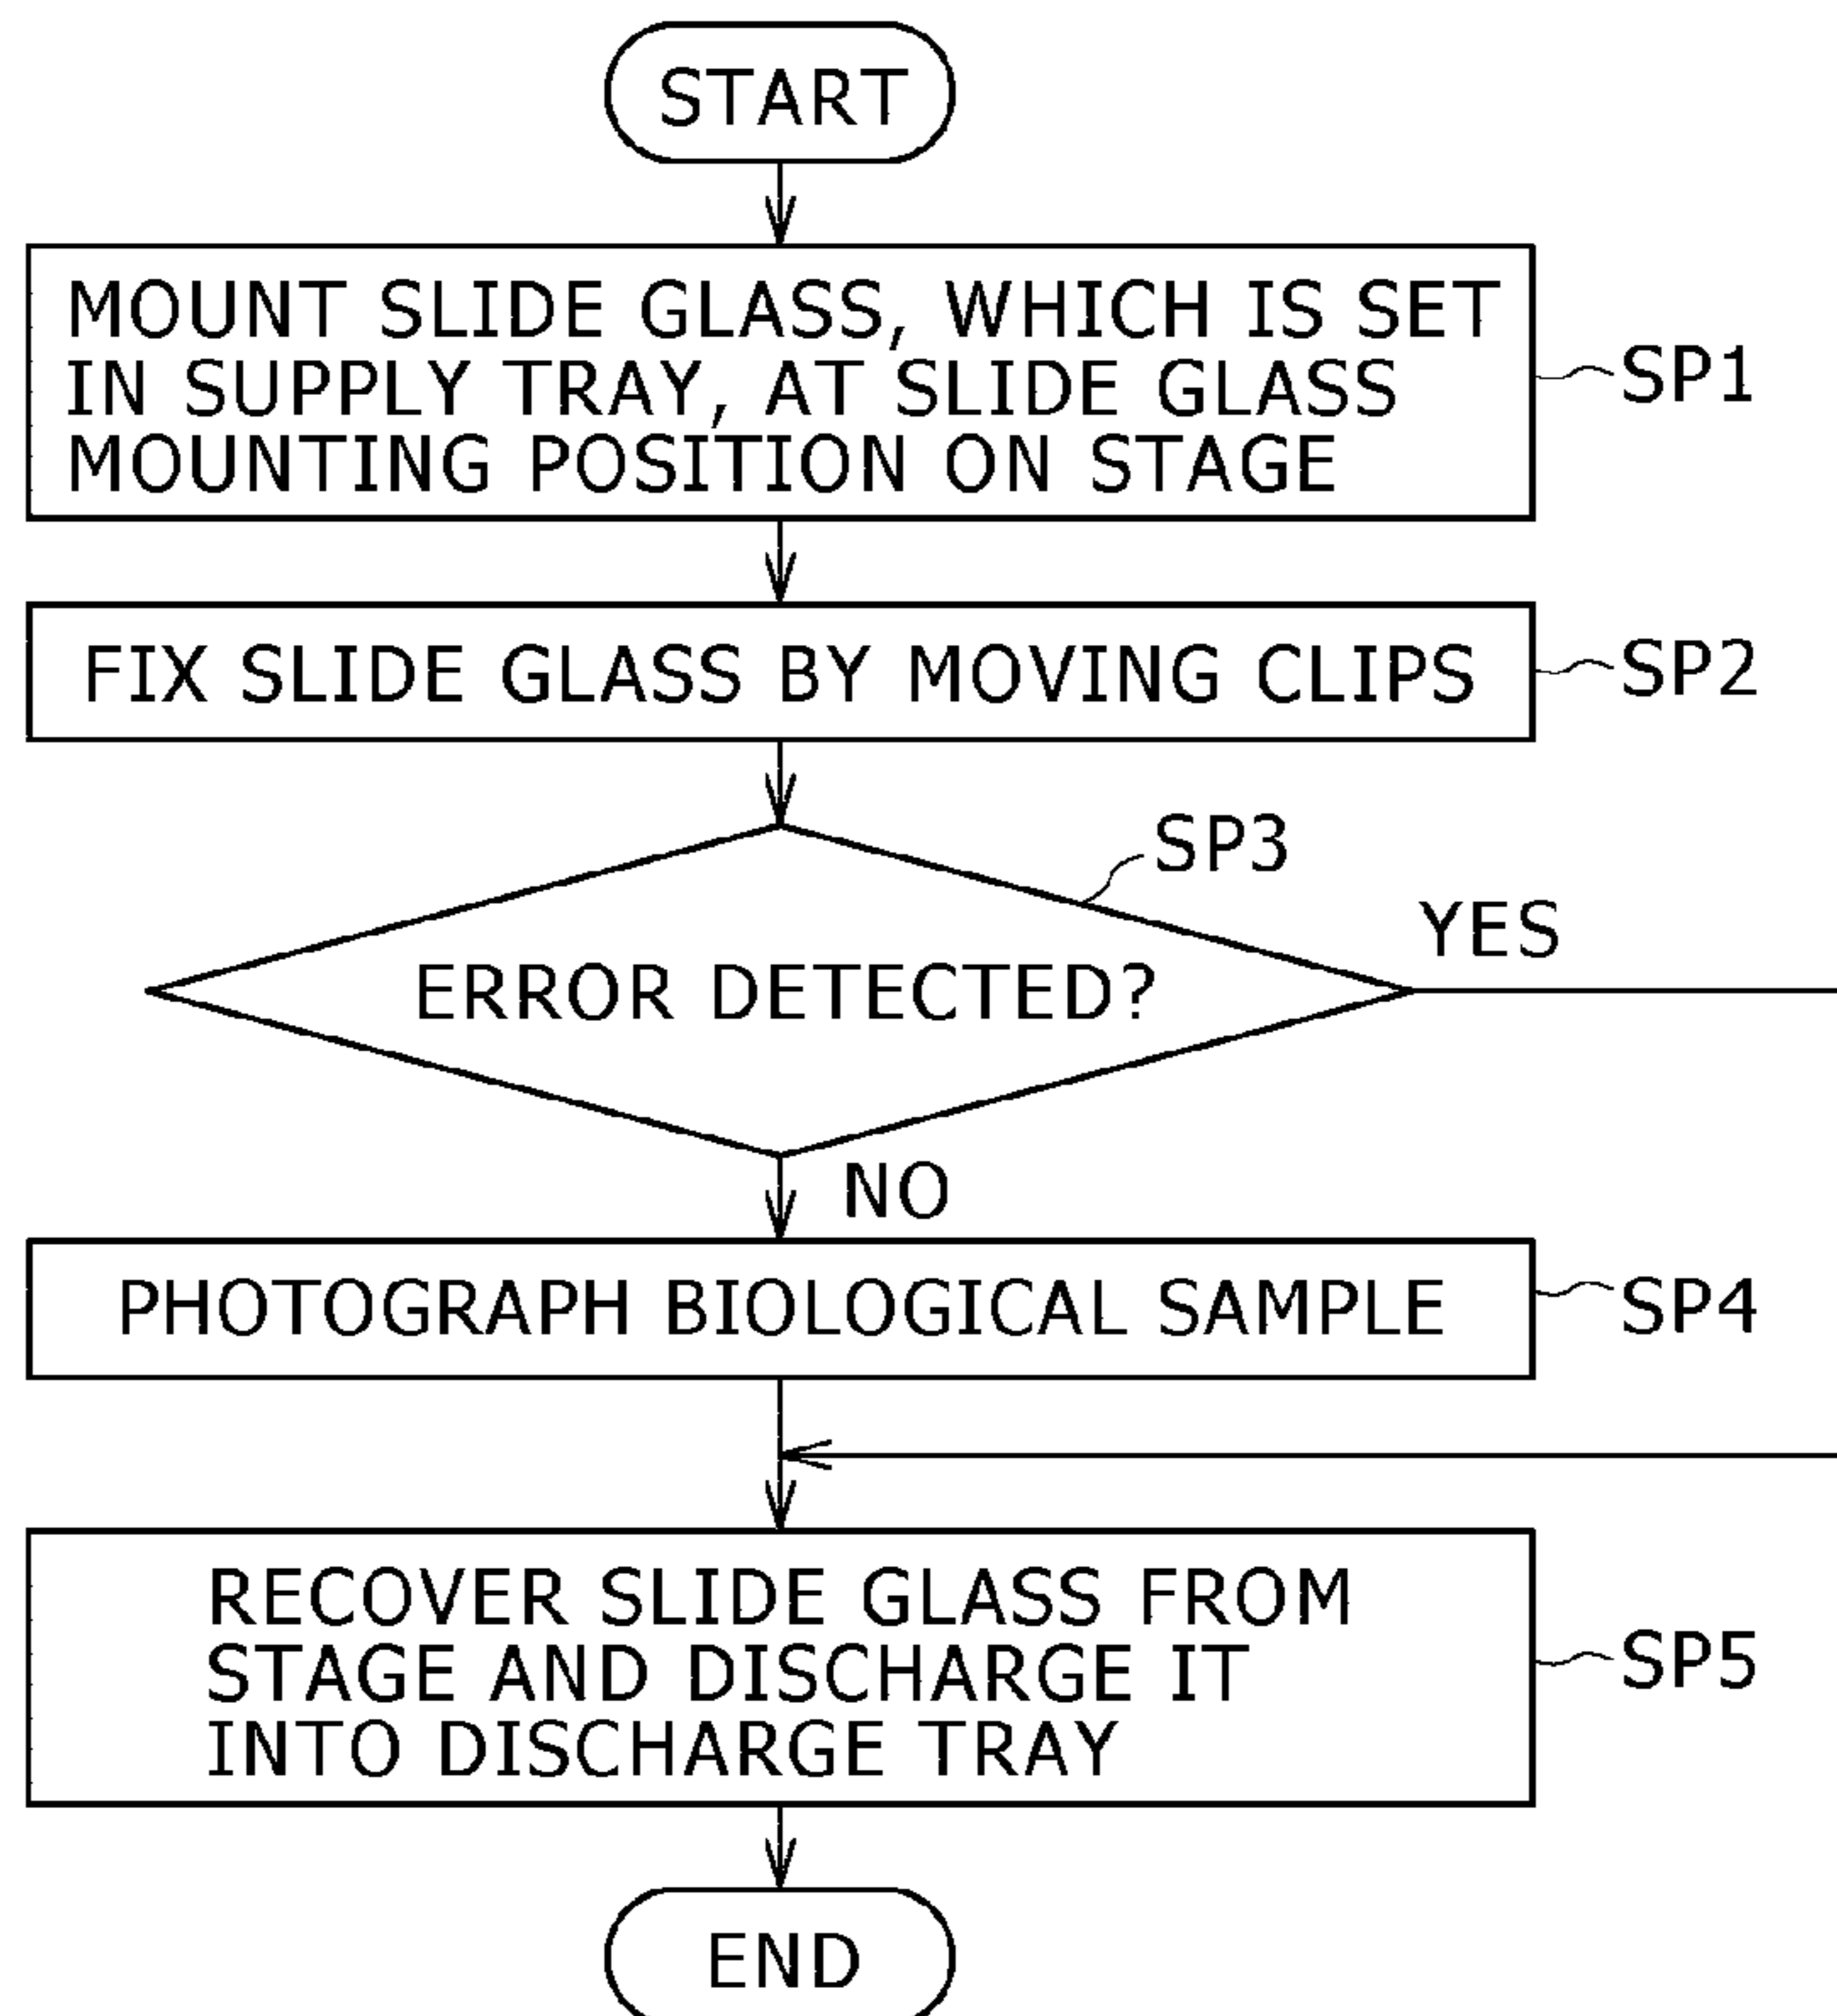 START
MOUNT SLIDE GLASS, WHICH IS SET
IN SUPPLY TRAY, AT SLIDE GLASS
MOUNTING POSITION ON STAGE
SP1
FIX SLIDE GLASS BY MOVING CLIPS
SP2
SP3
YES
ERROR DETECTED?
NO
PHOTOGRAPH BIOLOGICAL SAMPLE
SP4
RECOVER SLIDE GLASS FROM
STAGE AND DISCHARGE IT
INTO DISCHARGE TRAY
SP5
END